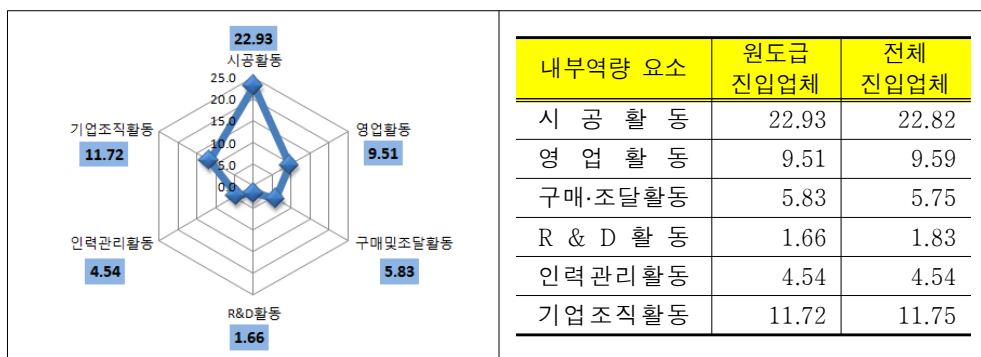 22.93
시공활동
25.0
20.0
15.0
10.0
5.0
0.0
영업활동
9.51
구매및조달활동
5.83
R&D활동
1.66
인력관리활동
4.54
기업조직활동
11.72
내부역량 요소 원도급 진입업체 전체 진입업체
시 공 활 동 22.93 22.82
영 업 활 동 9.51 9.59
구매·조달활동 5.83 5.75
R & D 활 동 1.66 1.83
인력관리활동 4.54 4.54
기업조직활동 11.72 11.75